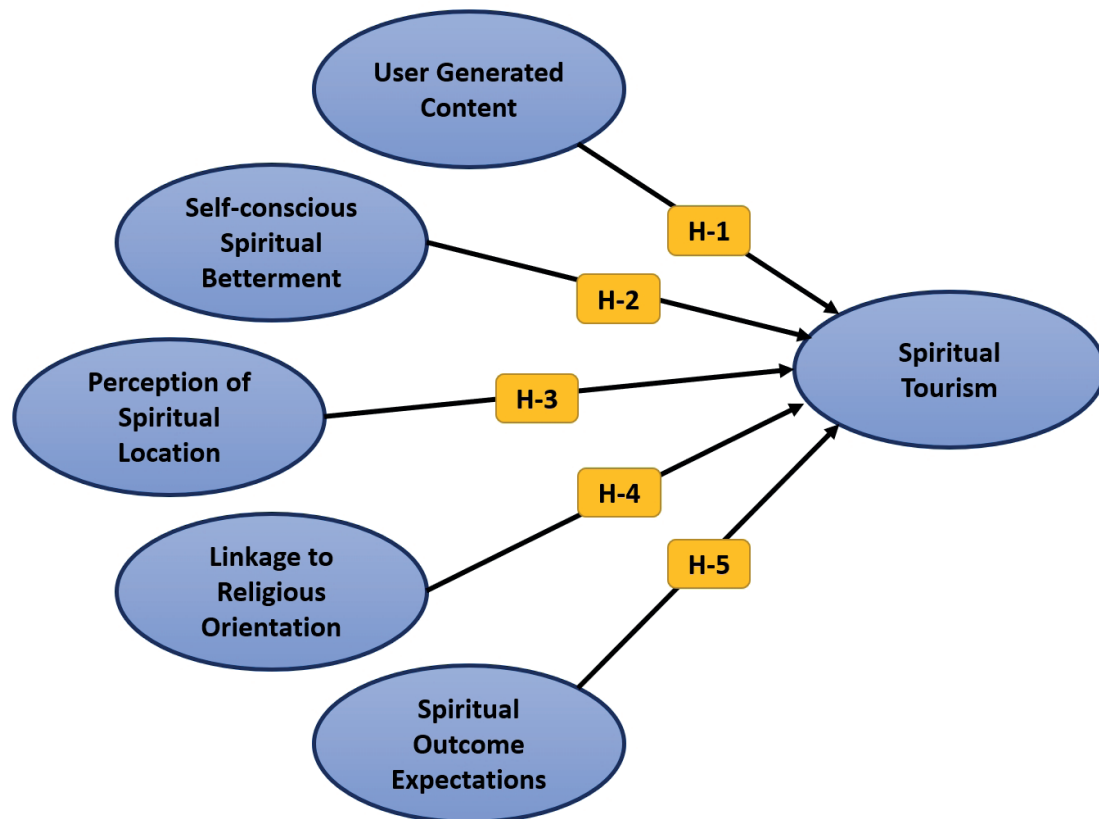 User Generated
Content
H-1
Self-conscious
Spiritual
Betterment
H-2
Perception of
Spiritual
Location
H-3
Linkage to
Religious
Orientation
H-4
Spiritual
Outcome
Expectations
H-5
Spiritual
Tourism